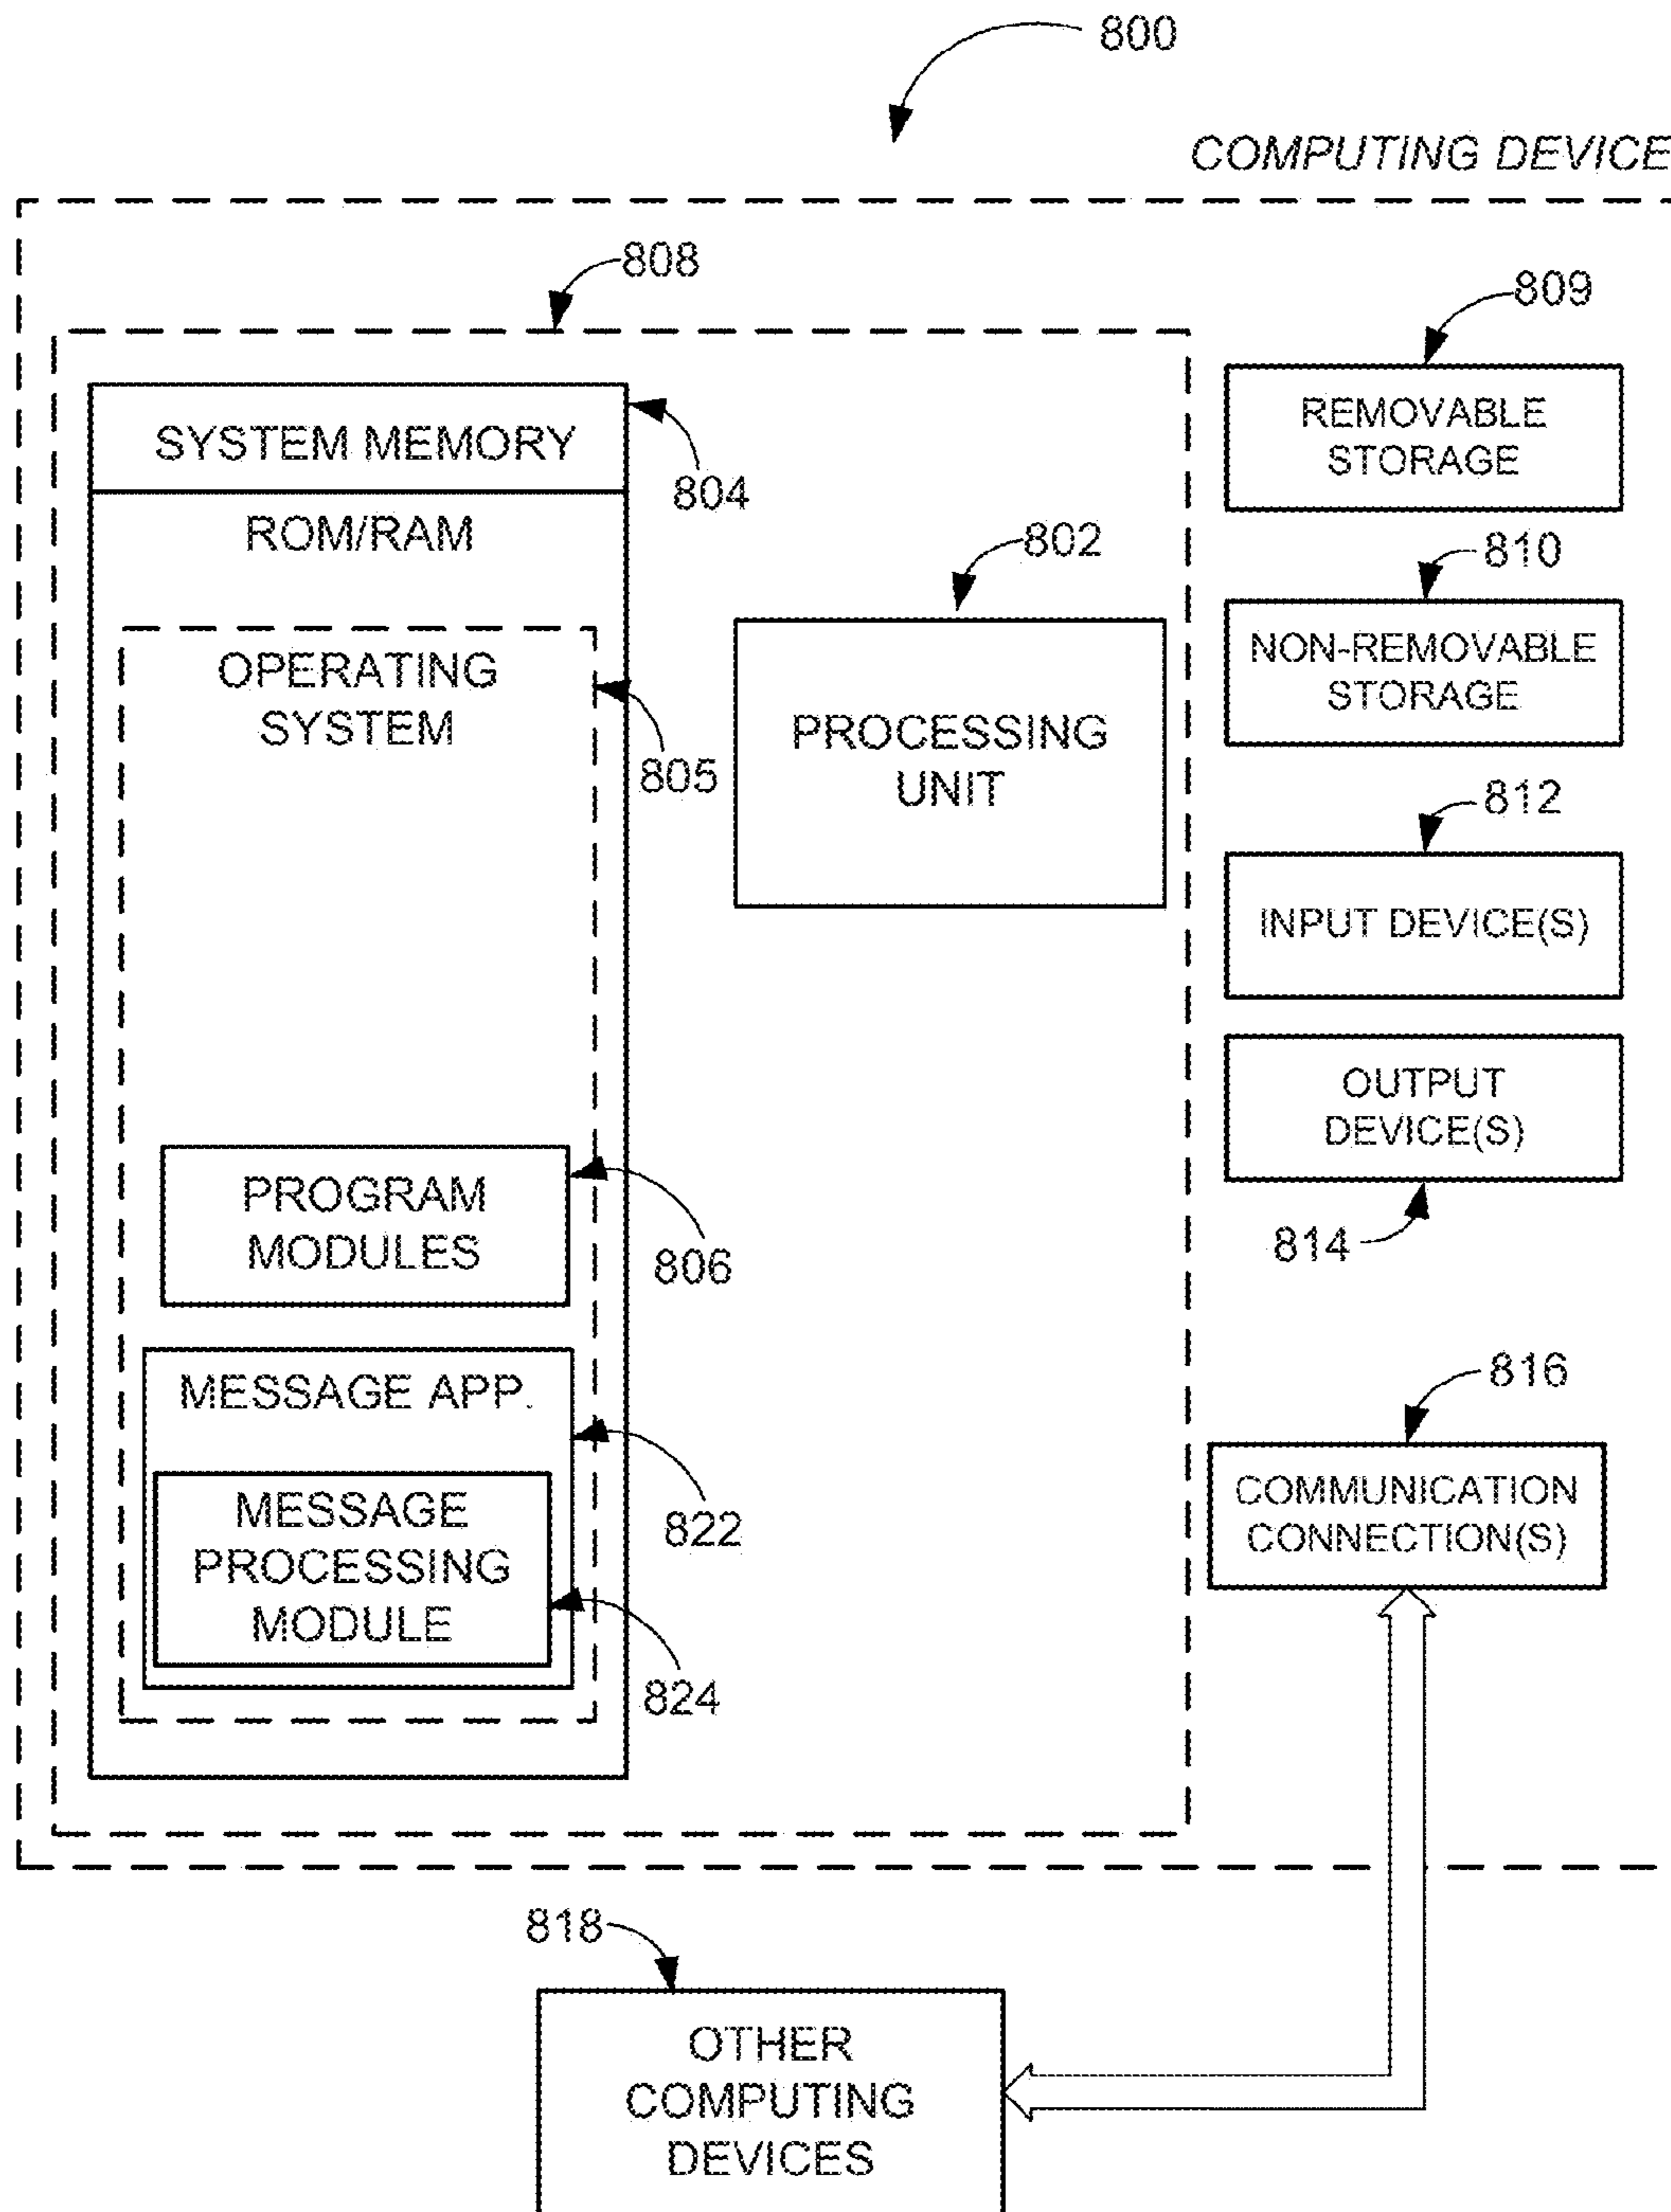 800
COMPUTING DEVICE
808
809
SYSTEM MEMORY
804
REMOVABLE
STORAGE
ROM/RAM
802
810
OPERATING
SYSTEM
805
PROCESSING
UNIT
NON-REMOVABLE
STORAGE
812
INPUT DEVICE(S)
OUTPUT
DEVICE(S)
814
PROGRAM
MODULES
806
MESSAGE APP.
822
816
MESSAGE
PROCESSING
MODULE
824
COMMUNICATION
CONNECTION(S)
818
OTHER
COMPUTING
DEVICES